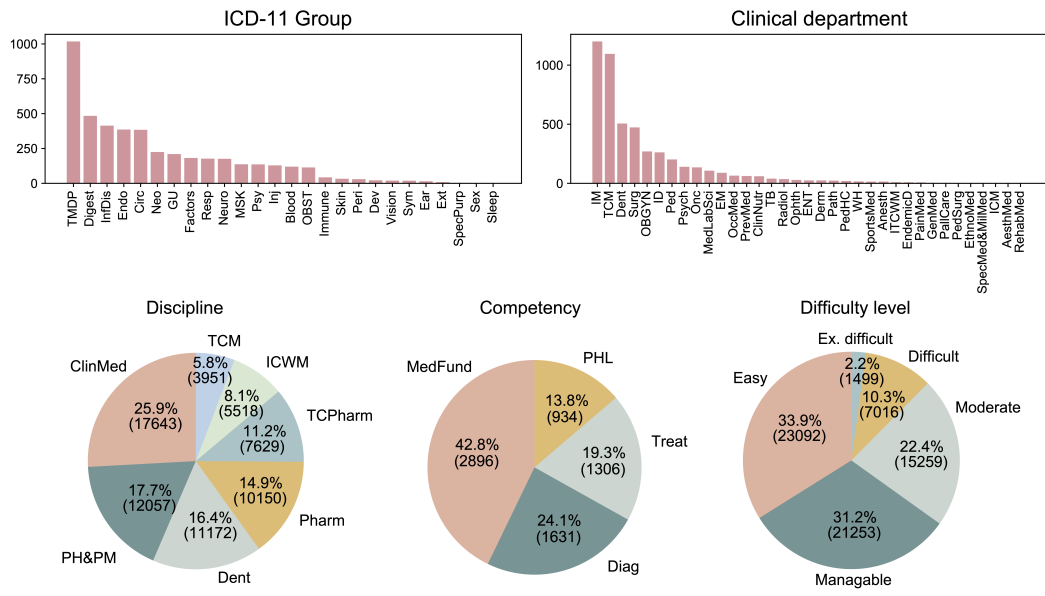 ICD-11 Group
1000
750
500
250
0
TMDP
Digest
InfDis
Endo
Circ
Neo
GU
Factors
Resp
Neuro
MSK
Psy
Inj
Blood
OBST
Immune
Skin
Peri
Dev
Vision
Sym
Ear
Ext
SpecPurp
Sex
Sleep
Clinical department
1000
500
0
IM
TCM
Dent
Surg
OBGYN
ID
Ped
Psych
Onc
MedLabSci
EM
OccMed
PrevMed
ClinNutr
TB
Radiol
Ophth
ENT
Derm
Path
PedHC
WH
SportsMed
Anesth
ITCWM
EndemicD
PainMed
GenMed
PallCare
PedSurg
EthnoMed
SpecMed&MilMed
ICM
AesthMed
RehabMed
Discipline
TCM
5.8%
(3951)
ICWM
8.1%
(5518)
TCPharm
11.2%
(7629)
Pharm
14.9%
(10150)
Dent
16.4%
(11172)
PH&PM
17.7%
(12057)
ClinMed
25.9%
(17643)
Competency
PHL
13.8%
(934)
Treat
19.3%
(1306)
Diag
24.1%
(1631)
MedFund
42.8%
(2896)
Difficulty level
Ex. difficult
2.2%
(1499)
Difficult
10.3%
(7016)
Moderate
22.4%
(15259)
Managable
31.2%
(21253)
Easy
33.9%
(23092)